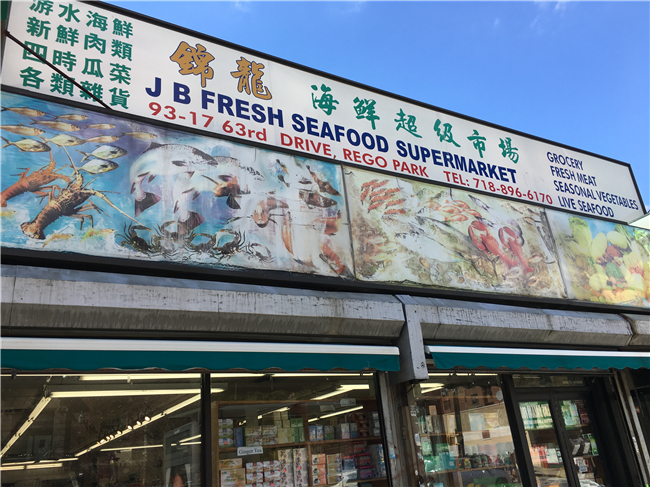 游水海鮮
新鮮肉類
四時瓜菜
各類雜貨
錦龍 海鮮超級市場
J B FRESH SEAFOOD SUPERMARKET
93-17 63rd DRIVE, REGO PARK TEL: 718-896-6170
GROCERY
FRESH MEAT
SEASONAL VEGETABLES
LIVE SEAFOOD
Ginger Tea